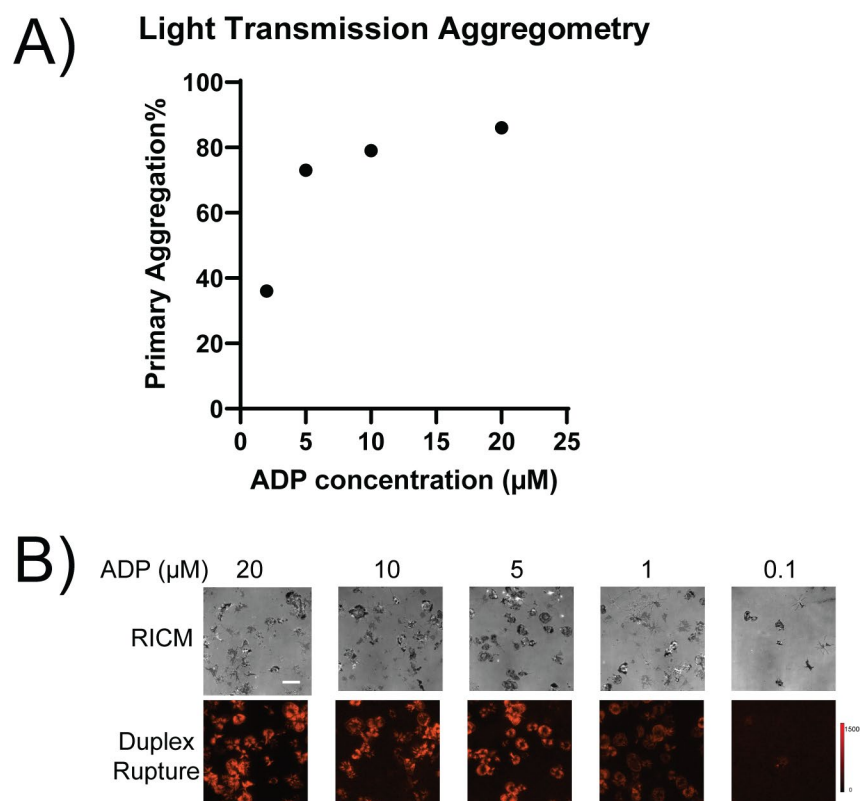 A)
Light Transmission Aggregometry
Primary Aggregation%
100
80
60
40
20
0
0 5 10 15 20 25
ADP concentration (µM)
B)
ADP (µM) 20 10 5 1 0.1
RICM
Duplex
Rupture
1500
0